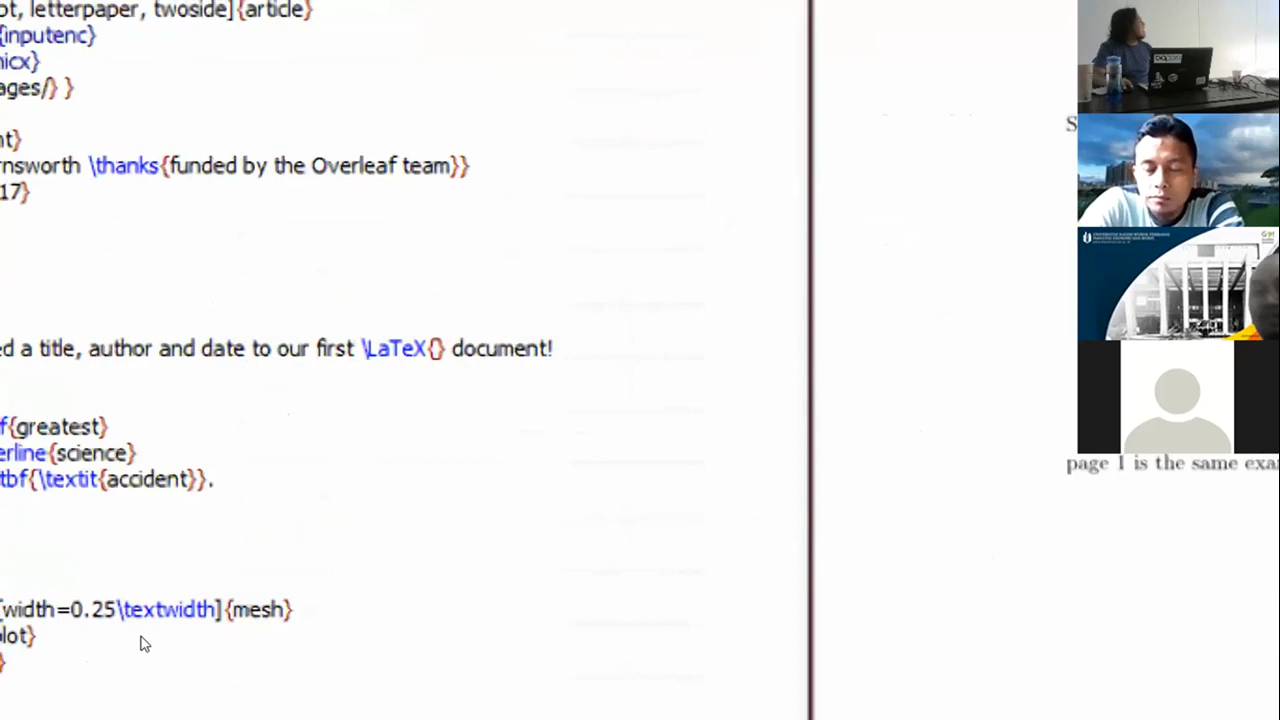 pt, letterpaper, twoside]{article}
{inputenc}
nicx}
ages/} }
nt}
rnsworth \thanks{funded by the Overleaf team}}
17}
ed a title, author and date to our first \LaTeX{} document!
f{greatest}
erline{science}
tbf{\textit{accident}}.
[width=0.25\textwidth]{mesh}
plot}
}
S
page 1 is the same exa